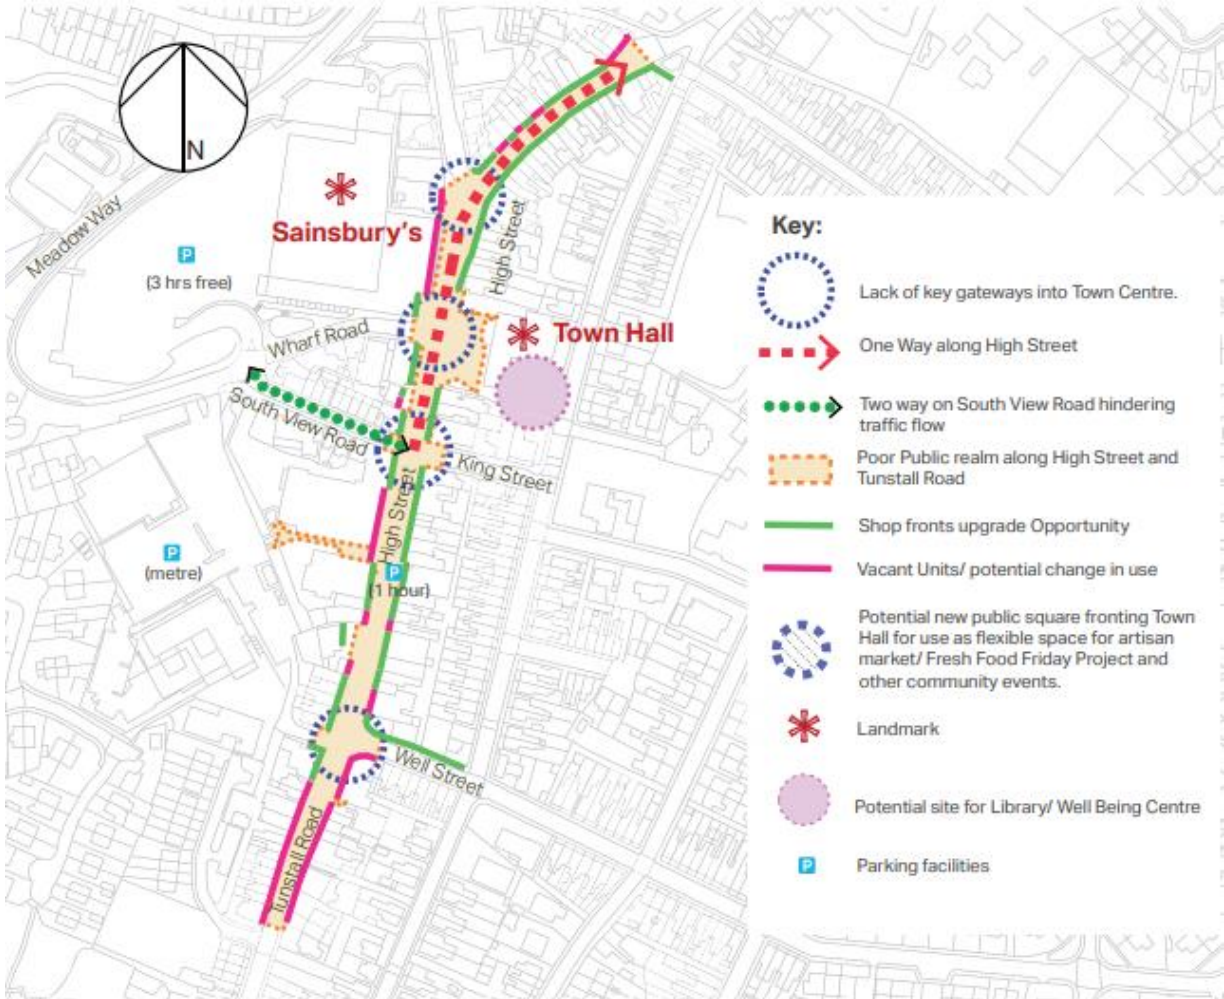 N
Meadow Way
Sainsbury's
P
(3 hrs free)
High Street
Wharf Road
Town Hall
South View Road
King Street
High Street
P
(metre)
P
(1 hour)
Well Street
Tunstall Road
Key:
Lack of key gateways into Town Centre.
One Way along High Street
Two way on South View Road hindering
traffic flow
Poor Public realm along High Street and
Tunstall Road
Shop fronts upgrade Opportunity
Vacant Units/ potential change in use
Potential new public square fronting Town
Hall for use as flexible space for artisan
market/ Fresh Food Friday Project and
other community events.
Landmark
Potential site for Library/ Well Being Centre
P
Parking facilities